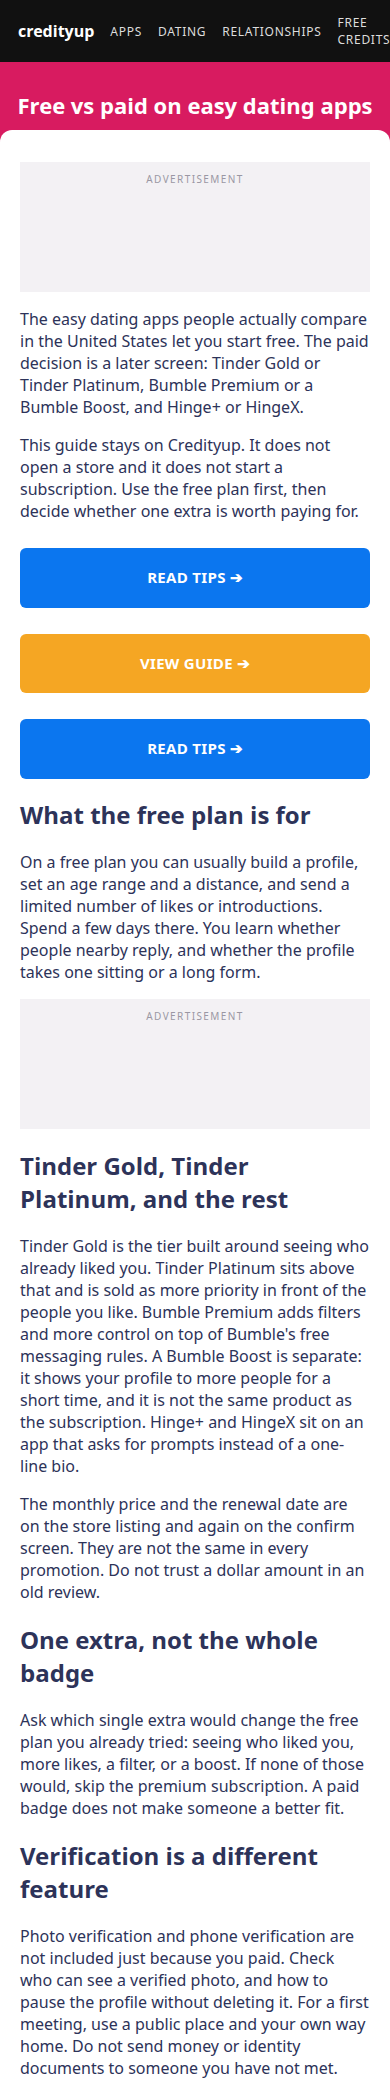 credityup APPS DATING RELATIONSHIPS FREE CREDITS
Free vs paid on easy dating apps
ADVERTISEMENT
The easy dating apps people actually compare
in the United States let you start free. The paid
decision is a later screen: Tinder Gold or
Tinder Platinum, Bumble Premium or a
Bumble Boost, and Hinge+ or HingeX.
This guide stays on Credityup. It does not
open a store and it does not start a
subscription. Use the free plan first, then
decide whether one extra is worth paying for.
READ TIPS ➔
VIEW GUIDE ➔
READ TIPS ➔
What the free plan is for
On a free plan you can usually build a profile,
set an age range and a distance, and send a
limited number of likes or introductions.
Spend a few days there. You learn whether
people nearby reply, and whether the profile
takes one sitting or a long form.
ADVERTISEMENT
Tinder Gold, Tinder
Platinum, and the rest
Tinder Gold is the tier built around seeing who
already liked you. Tinder Platinum sits above
that and is sold as more priority in front of the
people you like. Bumble Premium adds filters
and more control on top of Bumble's free
messaging rules. A Bumble Boost is separate:
it shows your profile to more people for a
short time, and it is not the same product as
the subscription. Hinge+ and HingeX sit on an
app that asks for prompts instead of a one-
line bio.
The monthly price and the renewal date are
on the store listing and again on the confirm
screen. They are not the same in every
promotion. Do not trust a dollar amount in an
old review.
One extra, not the whole
badge
Ask which single extra would change the free
plan you already tried: seeing who liked you,
more likes, a filter, or a boost. If none of those
would, skip the premium subscription. A paid
badge does not make someone a better fit.
Verification is a different
feature
Photo verification and phone verification are
not included just because you paid. Check
who can see a verified photo, and how to
pause the profile without deleting it. For a first
meeting, use a public place and your own way
home. Do not send money or identity
documents to someone you have not met.